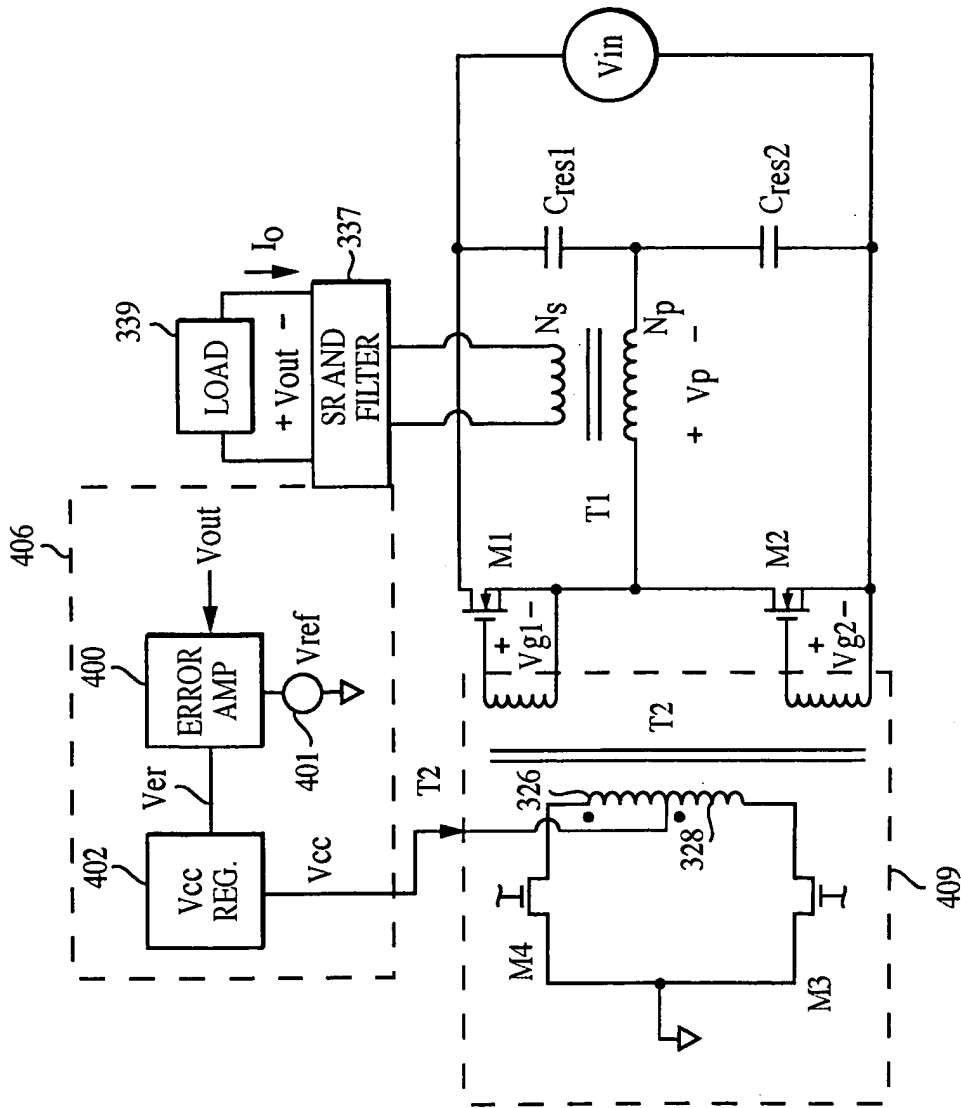 406
402
Vcc
REG.
Ver
400
ERROR
AMP
Vout
401
Vref
Vcc
T2
339
LOAD
+ Vout −
Io
337
SR AND
FILTER
409
M4
M3
326
328
T2
+
Vg1 −
+
Vg2 −
M1
M2
T1
Ns
Np
+ Vp −
Cres1
Cres2
Vin